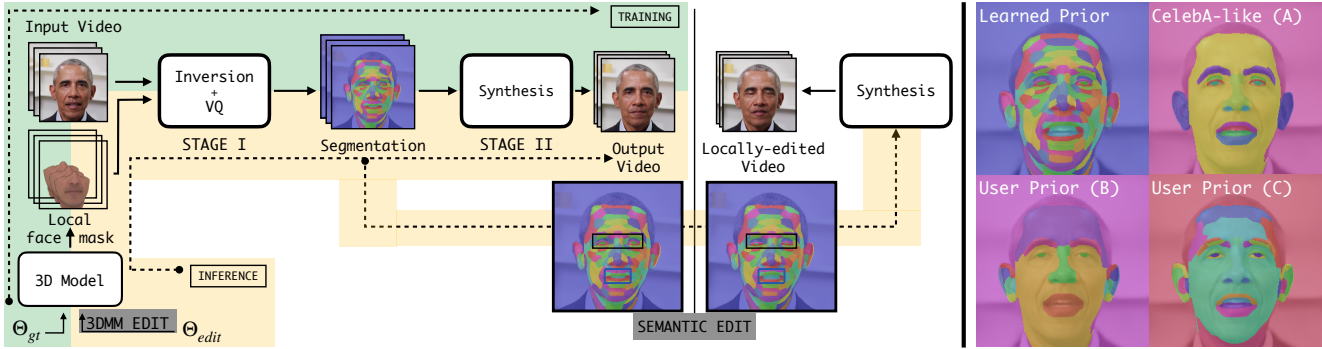 TRAINING
Input Video
Inversion
+
VQ
Synthesis
STAGE I
Segmentation
STAGE II
Output
Video
Local
face mask
3D Model
INFERENCE
Θgt
3DMM EDIT
Θedit
Synthesis
Locally-edited
Video
SEMANTIC EDIT
Learned Prior
CelebA-like (A)
User Prior (B)
User Prior (C)